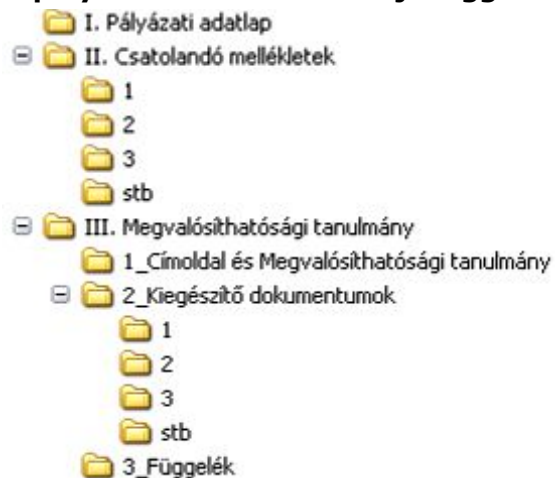 I. Pályázati adatlap
II. Csatolandó mellékletek
1
2
3
stb
III. Megvalósíthatósági tanulmány
1_Címoldal és Megvalósíthatósági tanulmány
2_Kiegészítő dokumentumok
1
2
3
stb
3_Függelék